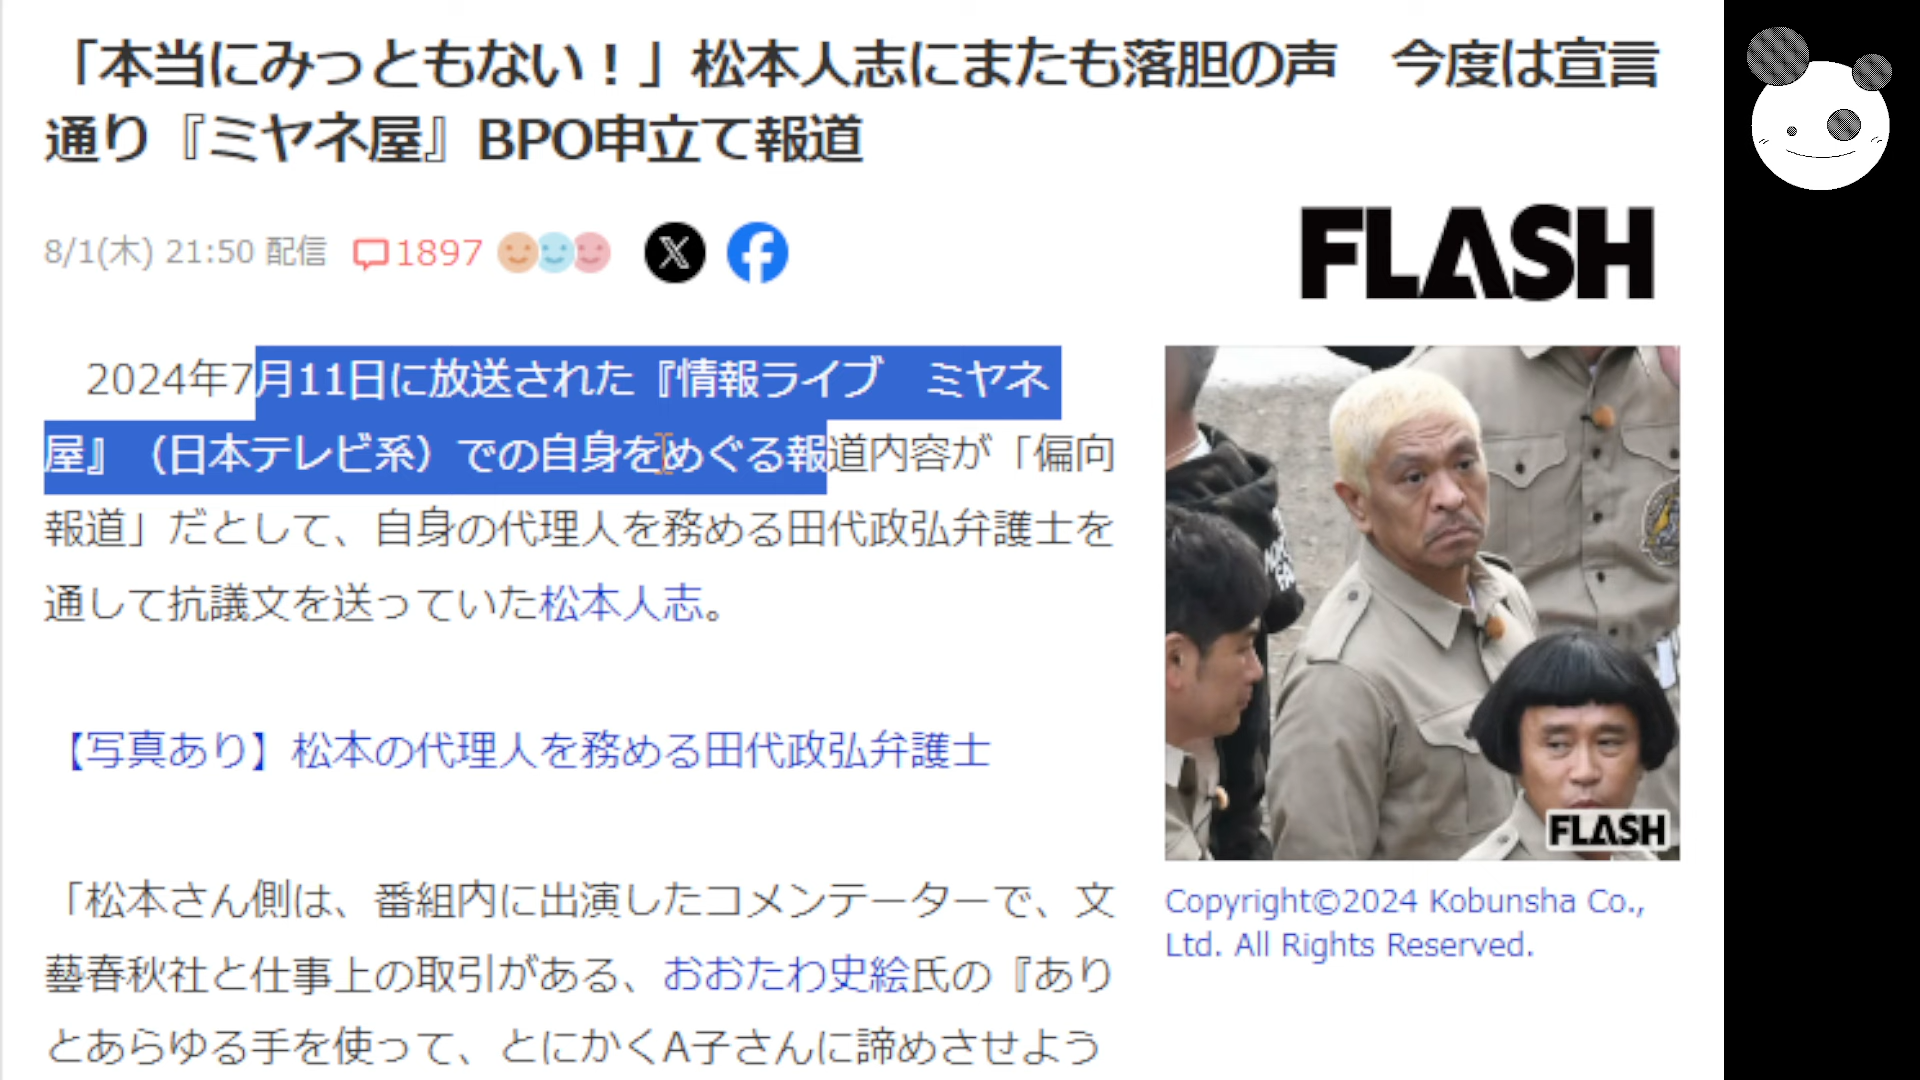 「本当にみっともない！」松本人志にまたも落胆の声　今度は宣言
通り『ミヤネ屋』BPO申立て報道
8/1(木) 21:50 配信 1897
FLASH
2024年7月11日に放送された『情報ライブ　ミヤネ
屋』（日本テレビ系）での自身をめぐる報道内容が「偏向
報道」だとして、自身の代理人を務める田代政弘弁護士を
通して抗議文を送っていた松本人志。
【写真あり】松本の代理人を務める田代政弘弁護士
「松本さん側は、番組内に出演したコメンテーターで、文
藝春秋社と仕事上の取引がある、おおたわ史絵氏の『あり
とあらゆる手を使って、とにかくA子さんに諦めさせよう
FLASH
Copyright©2024 Kobunsha Co.,
Ltd. All Rights Reserved.